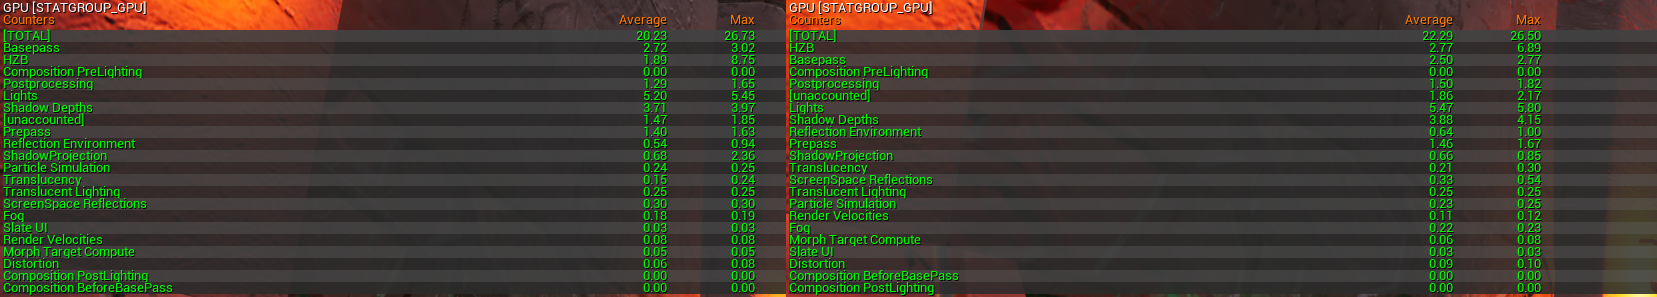 GPU [STATGROUP_GPU]
Counters Average Max
[TOTAL] 20.23 26.73
Basepass 2.72 3.02
HZB 1.89 8.75
Composition PreLighting 0.00 0.00
Postprocessing 1.29 1.65
Lights 5.20 5.45
Shadow Depths 3.71 3.97
[unaccounted] 1.47 1.85
Prepass 1.40 1.63
Reflection Environment 0.54 0.94
ShadowProjection 0.68 2.36
Particle Simulation 0.24 0.25
Translucency 0.15 0.24
Translucent Lighting 0.25 0.25
ScreenSpace Reflections 0.30 0.30
Fog 0.18 0.19
Slate UI 0.03 0.03
Render Velocities 0.08 0.08
Morph Target Compute 0.05 0.05
Distortion 0.06 0.08
Composition PostLighting 0.00 0.00
Composition BeforeBasePass 0.00 0.00
GPU [STATGROUP_GPU]
Counters Average Max
[TOTAL] 22.29 26.50
HZB 2.77 6.89
Basepass 2.50 2.77
Composition PreLighting 0.00 0.00
Postprocessing 1.50 1.82
[unaccounted] 1.86 2.17
Lights 5.47 5.80
Shadow Depths 3.88 4.15
Reflection Environment 0.64 1.00
Prepass 1.46 1.67
ShadowProjection 0.66 0.85
Translucency 0.21 0.30
ScreenSpace Reflections 0.33 0.54
Translucent Lighting 0.25 0.25
Particle Simulation 0.23 0.25
Render Velocities 0.11 0.12
Fog 0.22 0.23
Morph Target Compute 0.06 0.08
Slate UI 0.03 0.03
Distortion 0.09 0.10
Composition BeforeBasePass 0.00 0.00
Composition PostLighting 0.00 0.00